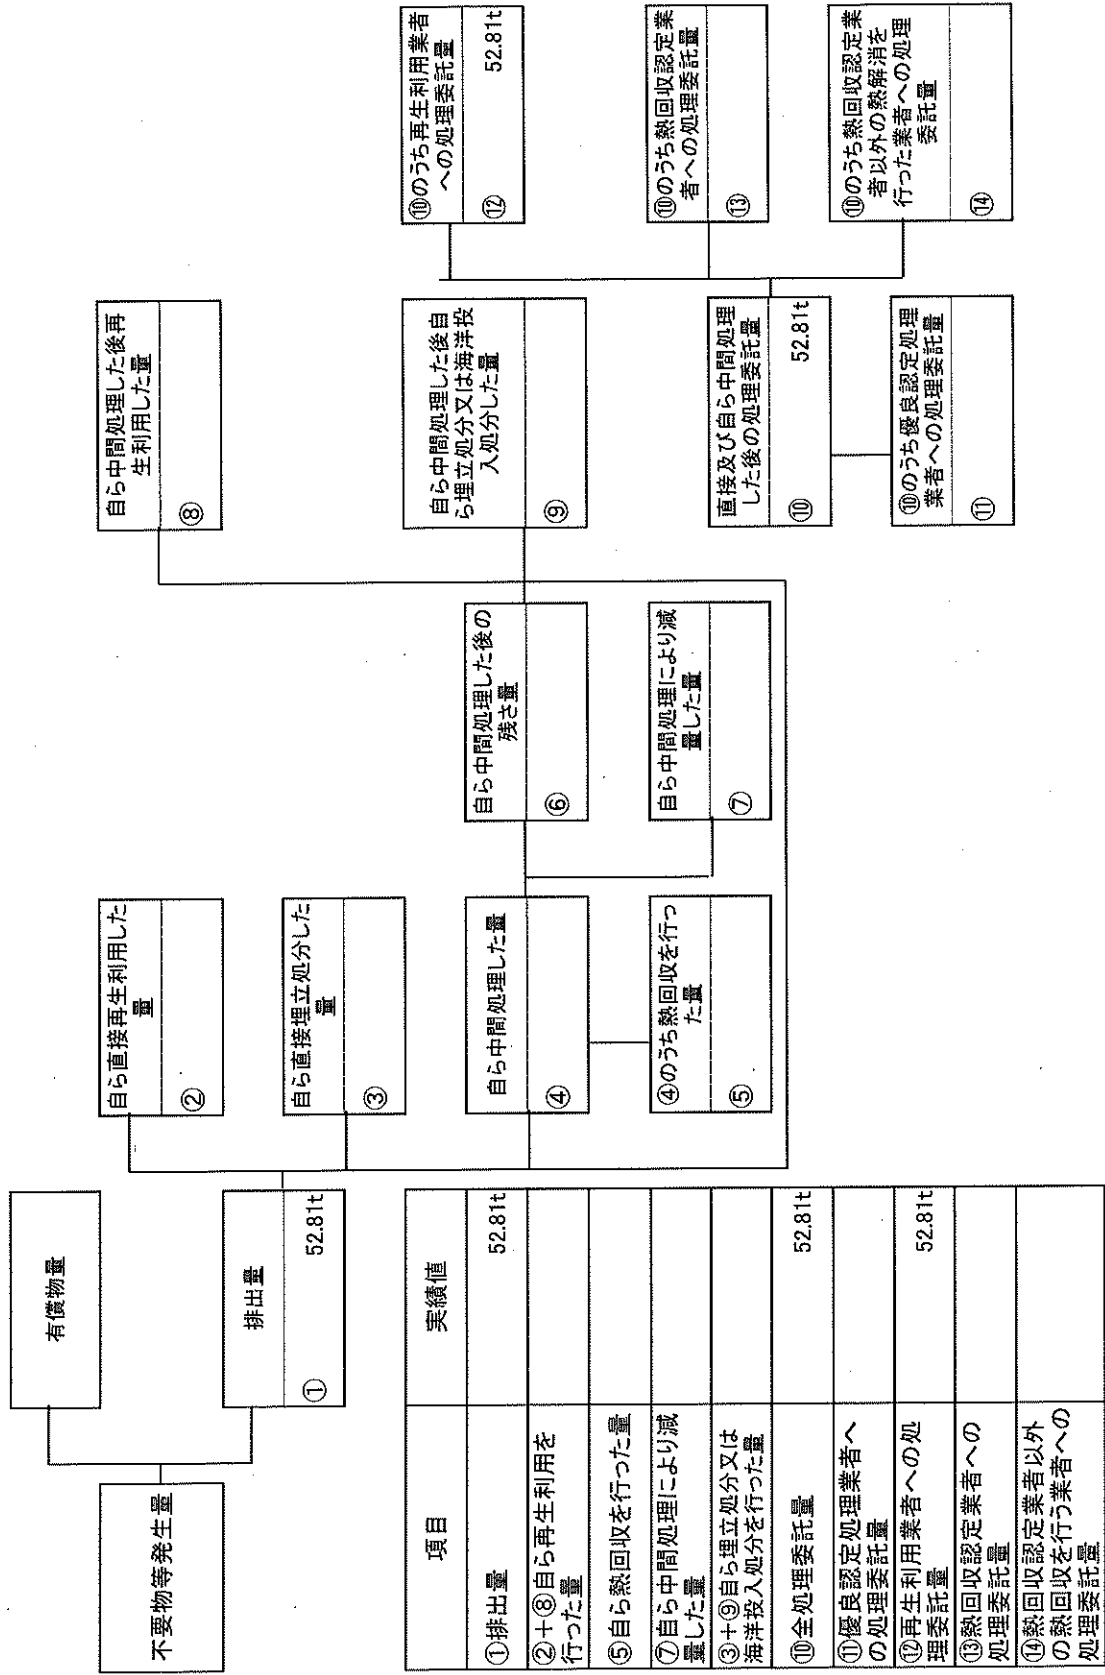 不要物等発生量
有償物量
排出量
① 52.81t
自ら直接再生利用した
量
②
自ら直接埋立処分した
量
③
自ら中間処理した量
④
④のうち熱回収を行っ
た量
⑤
自ら中間処理した後の
残さ量
⑥
自ら中間処理により減
量した量
⑦
自ら中間処理した後再
生利用した量
⑧
自ら中間処理した後自
ら埋立処分又は海洋投
入処分した量
⑨
直接及び自ら中間処理
した後の処理委託量
⑩ 52.81t
⑩のうち優良認定処理
業者への処理委託量
⑪
⑩のうち再生利用業者
への処理委託量
⑫ 52.81t
⑩のうち熱回収認定業
者への処理委託量
⑬
⑩のうち熱回収認定業
者以外の熱解消を
行った業者への処理
委託量
⑭
項目 実績値
①排出量 52.81t
②＋⑧自ら再生利用を
行った量
⑤自ら熱回収を行った量
⑦自ら中間処理により減
量した量
③＋⑨自ら埋立処分又は
海洋投入処分を行った量
⑩全処理委託量 52.81t
⑪優良認定処理業者へ
の処理委託量
⑫再生利用業者への処
理委託量 52.81t
⑬熱回収認定業者への
処理委託量
⑭熱回収認定業者以外
の熱回収を行う業者への
処理委託量